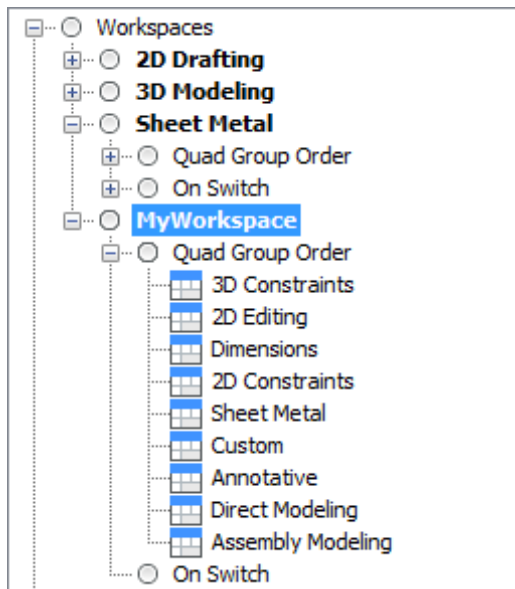 Workspaces
2D Drafting
3D Modeling
Sheet Metal
Quad Group Order
On Switch
MyWorkspace
Quad Group Order
3D Constraints
2D Editing
Dimensions
2D Constraints
Sheet Metal
Custom
Annotative
Direct Modeling
Assembly Modeling
On Switch